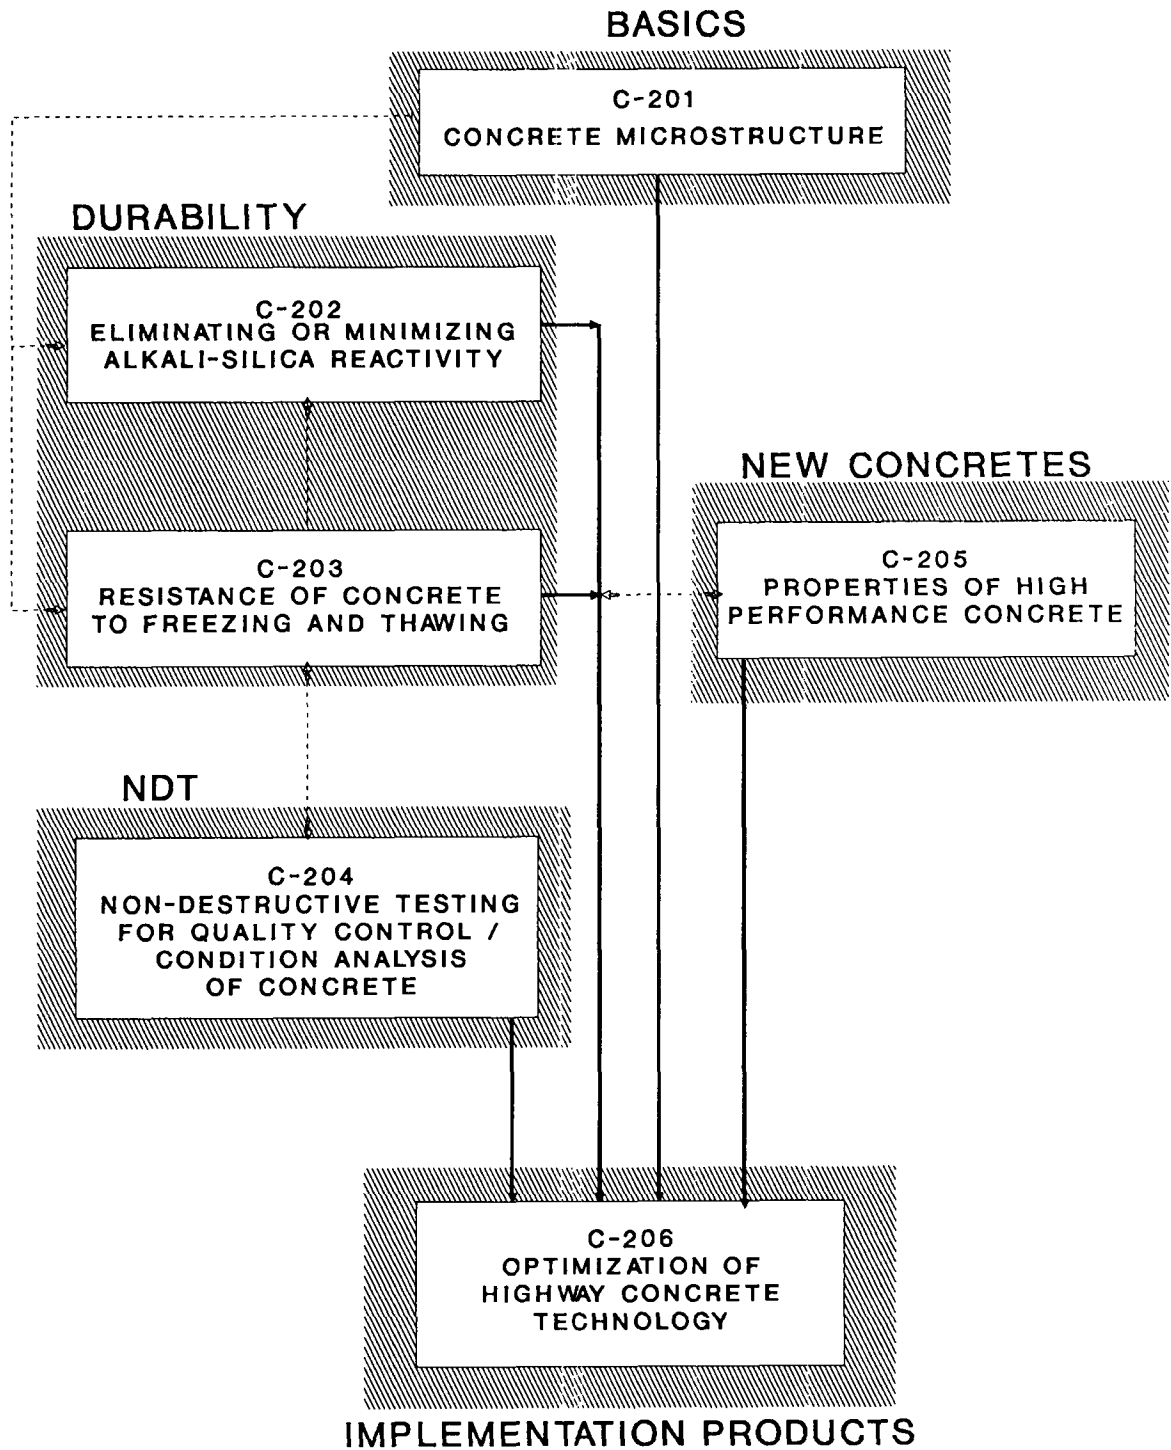 BASICS
C-201
CONCRETE MICROSTRUCTURE
DURABILITY
C-202
ELIMINATING OR MINIMIZING
ALKALI-SILICA REACTIVITY
NEW CONCRETES
C-203
RESISTANCE OF CONCRETE
TO FREEZING AND THAWING
C-205
PROPERTIES OF HIGH
PERFORMANCE CONCRETE
NDT
C-204
NON-DESTRUCTIVE TESTING
FOR QUALITY CONTROL /
CONDITION ANALYSIS
OF CONCRETE
C-206
OPTIMIZATION OF
HIGHWAY CONCRETE
TECHNOLOGY
IMPLEMENTATION PRODUCTS